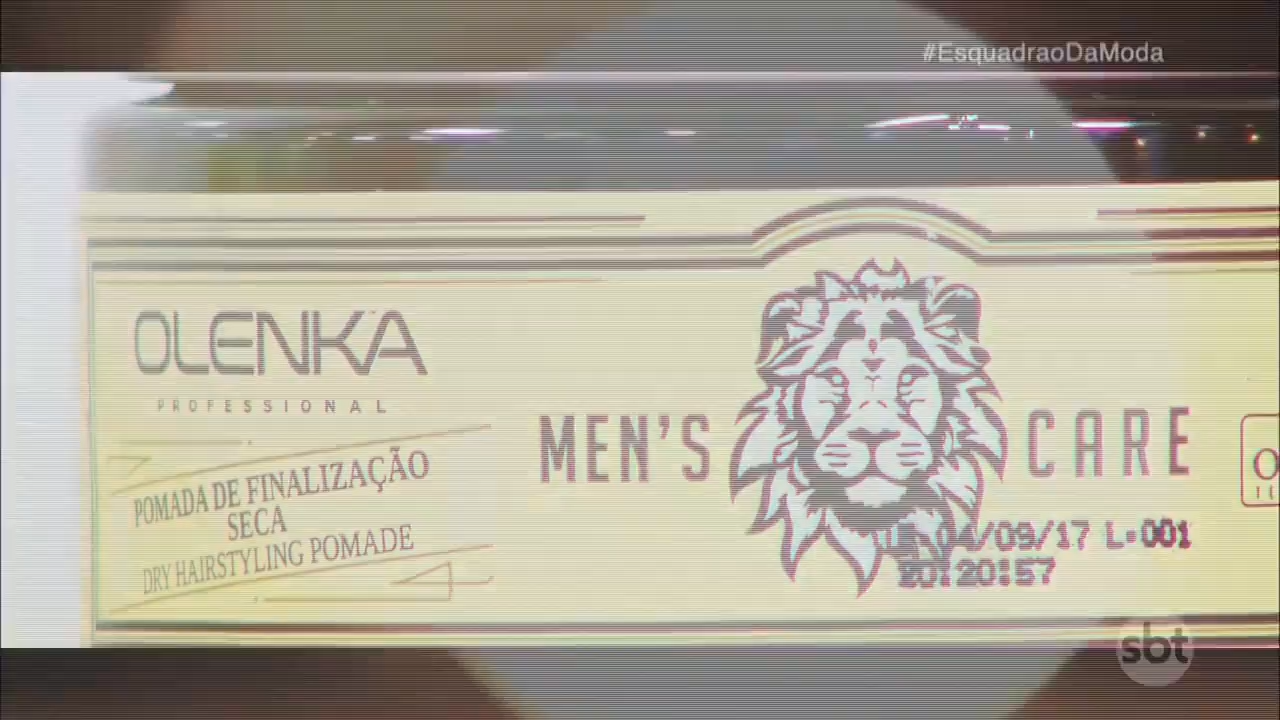 #EsquadraoDaModa
OLENKA
PROFESSIONAL
POMADA DE FINALIZAÇÃO
SECA
DRY HAIRSTYLING POMADE
MEN'S CARE
04/09/17 L-001
20:20:57
sbt